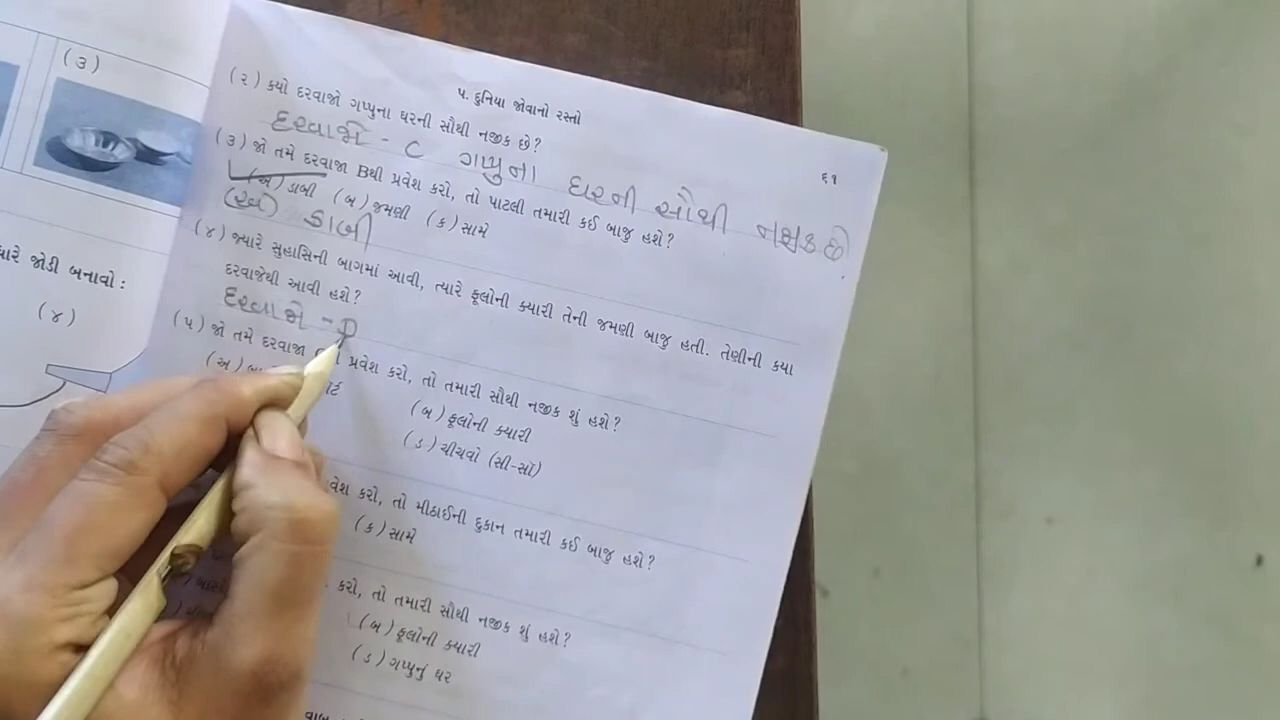 (૩)
૫. દુનિયા જોવાનો રસ્તો
૬૧
(૨) ક્યો દરવાજો ગપ્પુના ઘરની સૌથી નજીક છે?
દરવાજો - C ગપ્પુના ઘરની સૌથી નજીક છે.
(૩) જો તમે દરવાજા Bથી પ્રવેશ કરો, તો પાટલી તમારી કઈ બાજુ હશે?
(અ) ડાબી (બ) જમણી (ક) સામે
(અ) ડાબી
(૪) જ્યારે સુહાસિની બાગમાં આવી, ત્યારે ફૂલોની ક્યારી તેની જમણી બાજુ હતી. તેણીની કયા
દરવાજેથી આવી હશે?
દરવાજો - D
(૫) જો તમે દરવાજા પ્રવેશ કરો, તો તમારી સૌથી નજીક શું હશે?
(અ)
(બ) ફૂલોની ક્યારી
(ડ) ચીચવો (સી-સૉ)
કરો, તો મીઠાઈની દુકાન તમારી કઈ બાજુ હશે?
(ક) સામે
કરો, તો તમારી સૌથી નજીક શું હશે?
(બ) ફૂલોની ક્યારી
(ડ) ગપ્પુનું ઘર
જોડી બનાવો :
(૪)